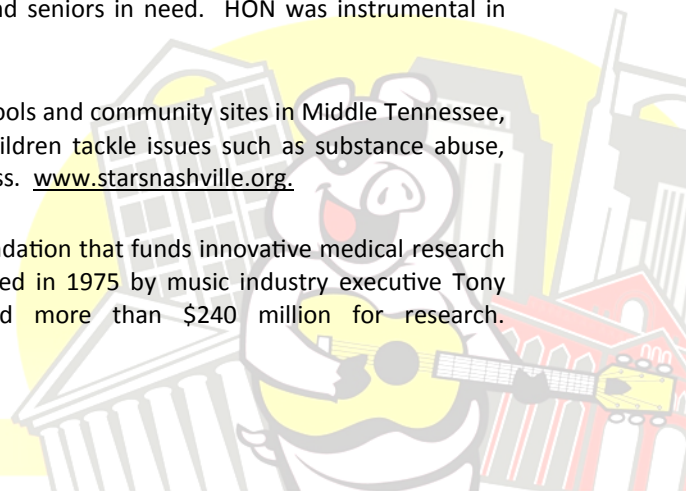 nd seniors in need. HON was instrumental in
ools and community sites in Middle Tennessee,
ildren tackle issues such as substance abuse,
ss. www.starsnashville.org.
dation that funds innovative medical research
ed in 1975 by music industry executive Tony
d more than $240 million for research.